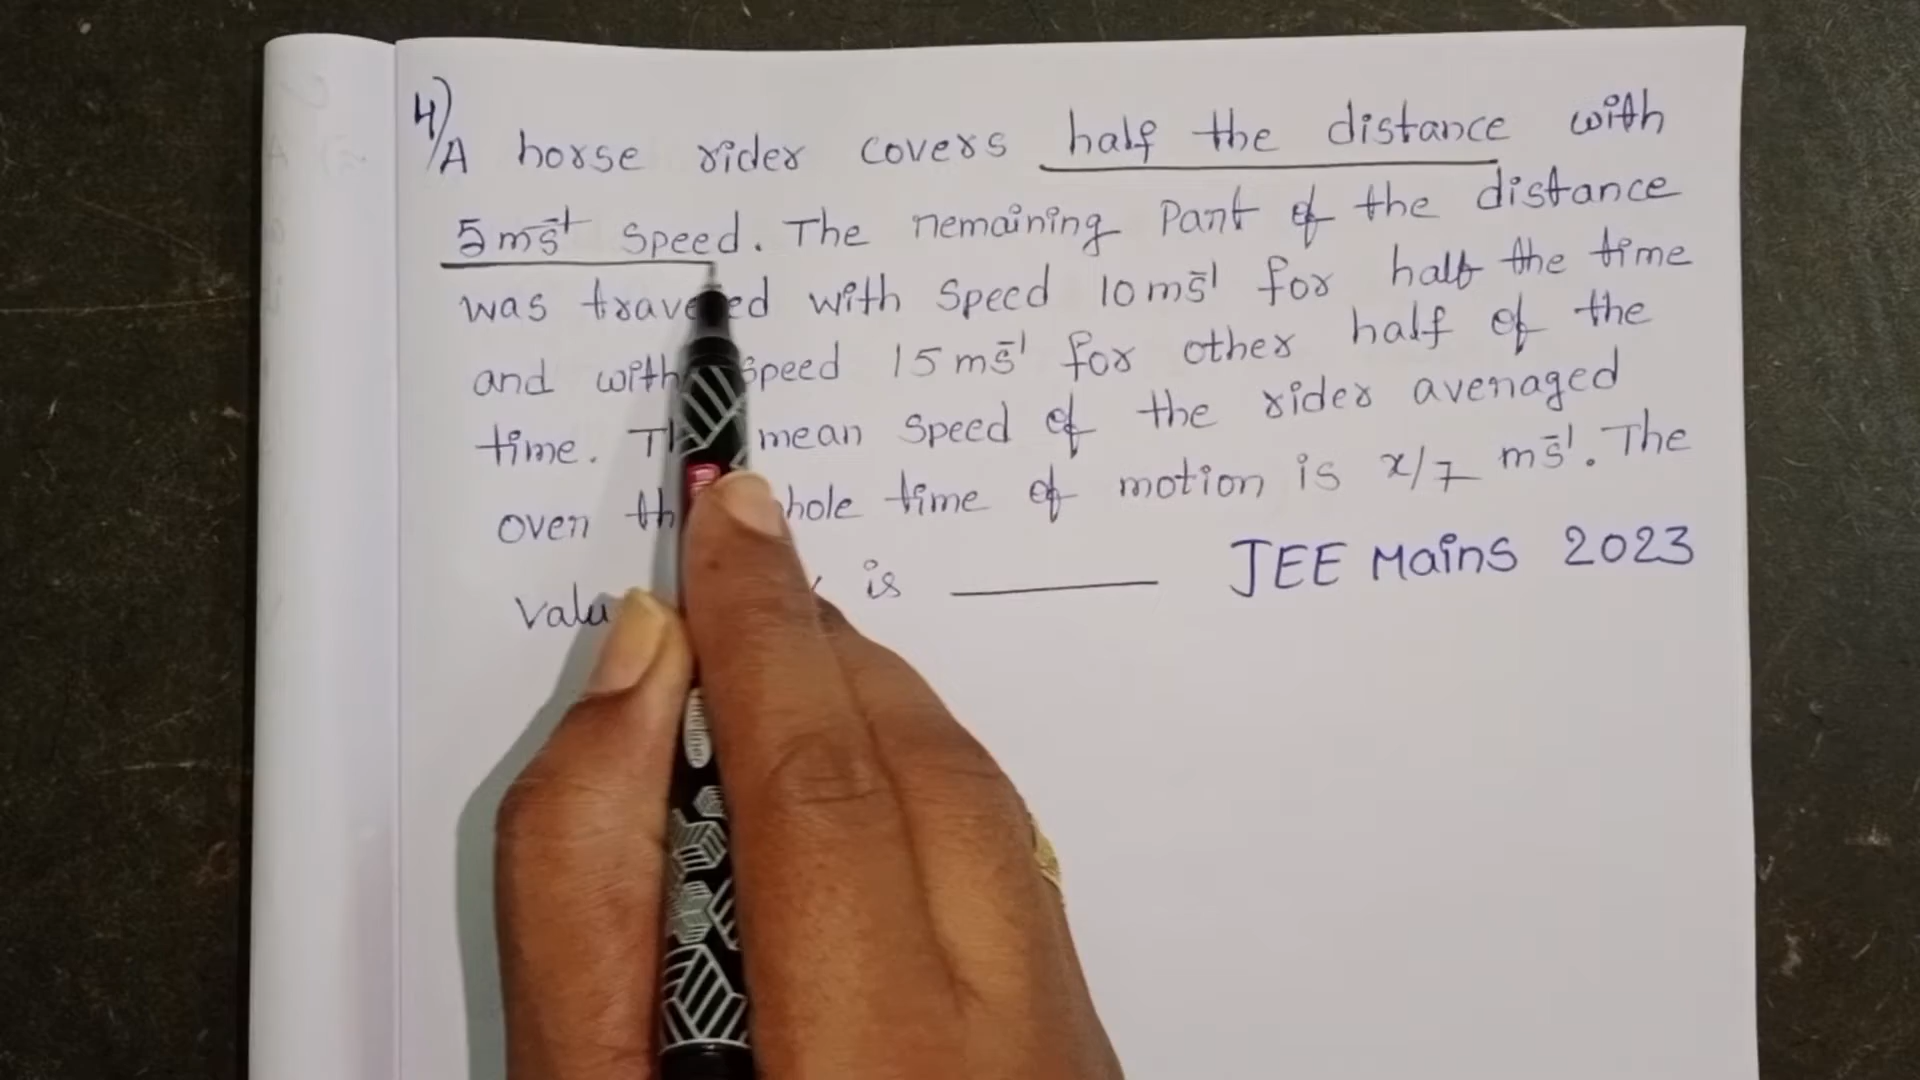 4) A horse rider covers half the distance with
5 ms⁻¹ speed. The remaining Part of the distance
was with speed 10 ms⁻¹ for half the time
and with speed 15 ms⁻¹ for other half of the
time. mean speed of the rider averaged
over time of motion is x/7 ms⁻¹. The
is ______ JEE Mains 2023